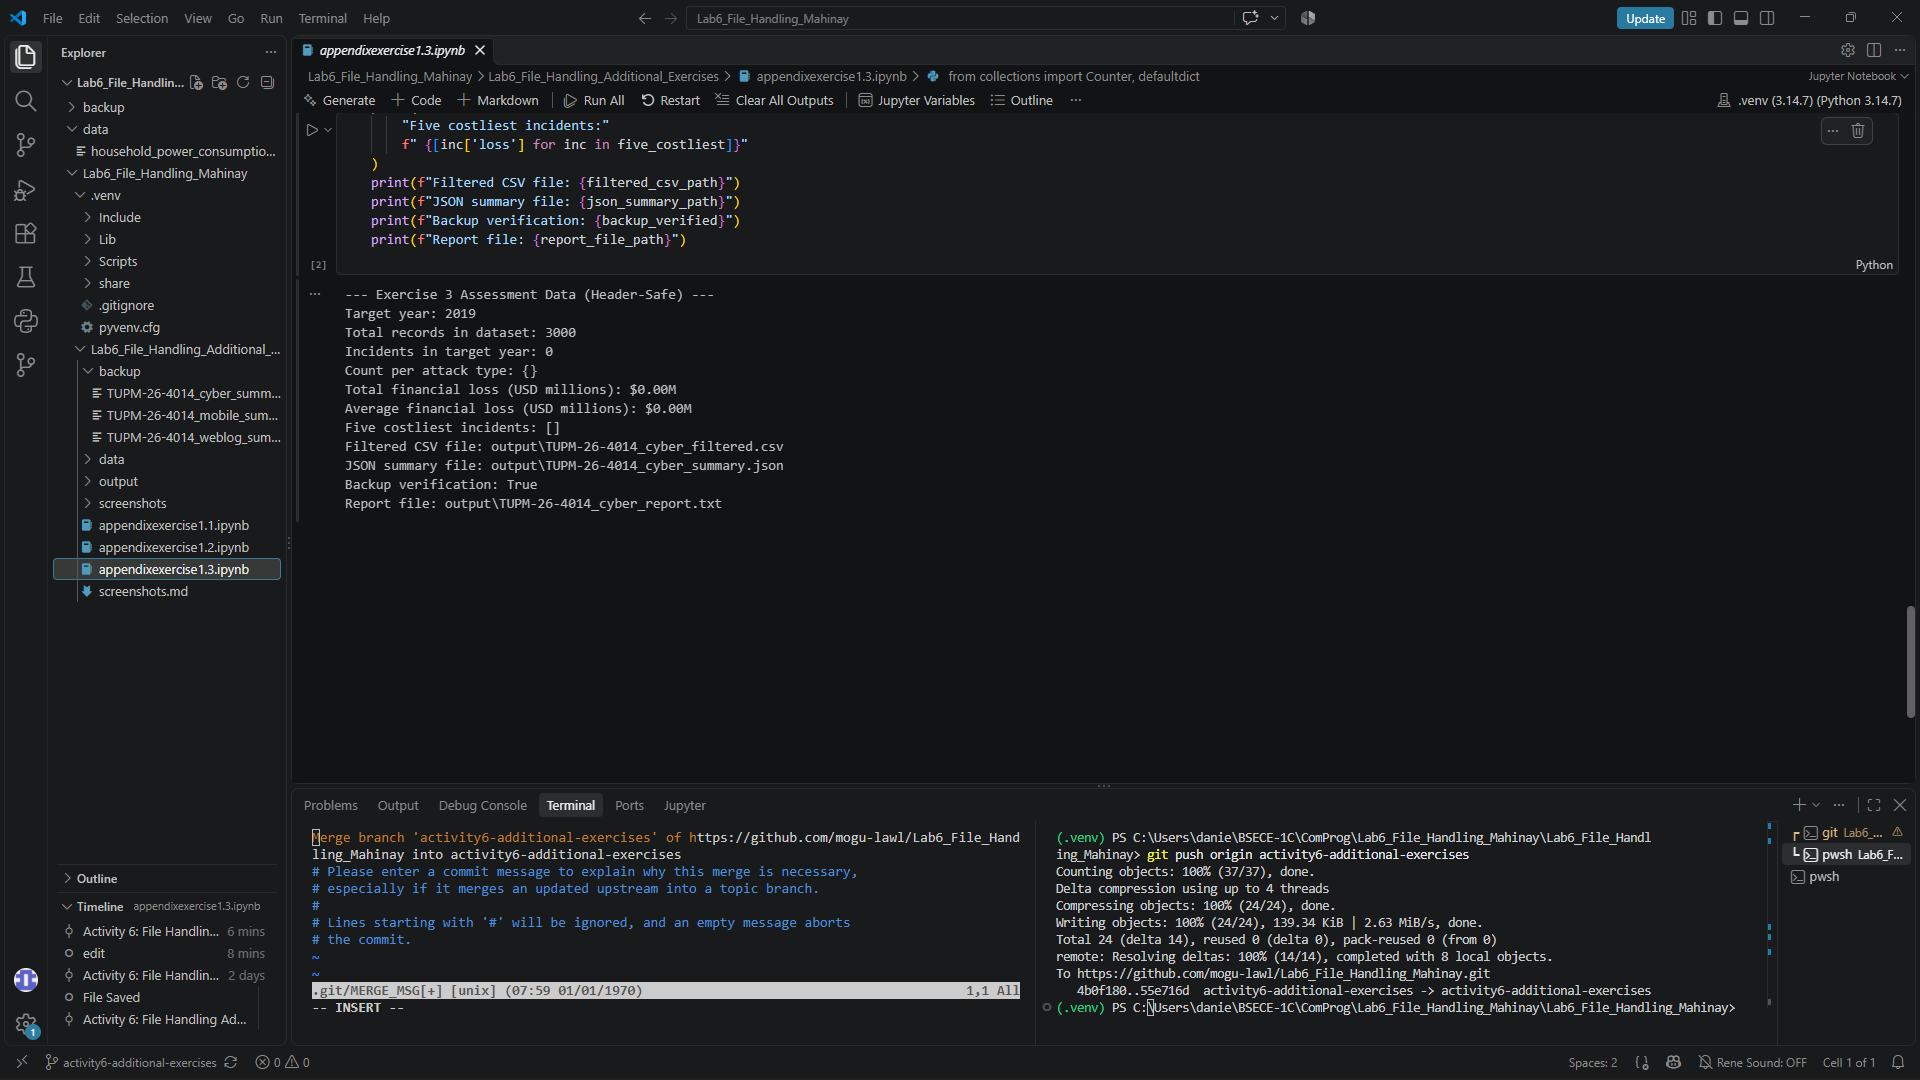 File Edit Selection View Go Run Terminal Help
Lab6_File_Handling_Mahinay
Update
Explorer
Lab6_File_Handlin...
backup
data
household_power_consumptio...
Lab6_File_Handling_Mahinay
.venv
Include
Lib
Scripts
share
.gitignore
pyvenv.cfg
Lab6_File_Handling_Additional_...
backup
TUPM-26-4014_cyber_summ...
TUPM-26-4014_mobile_sum...
TUPM-26-4014_weblog_sum...
data
output
screenshots
appendixexercise1.1.ipynb
appendixexercise1.2.ipynb
appendixexercise1.3.ipynb
screenshots.md
Outline
Timeline appendixexercise1.3.ipynb
Activity 6: File Handlin... 6 mins
edit 8 mins
Activity 6: File Handlin... 2 days
File Saved
Activity 6: File Handling Ad...
appendixexercise1.3.ipynb
Lab6_File_Handling_Mahinay > Lab6_File_Handling_Additional_Exercises > appendixexercise1.3.ipynb > from collections import Counter, defaultdict
Jupyter Notebook
Generate + Code + Markdown Run All Restart Clear All Outputs Jupyter Variables Outline ...
.venv (3.14.7) (Python 3.14.7)
"Five costliest incidents:"
f" {[inc['loss'] for inc in five_costliest]}"
)
print(f"Filtered CSV file: {filtered_csv_path}")
print(f"JSON summary file: {json_summary_path}")
print(f"Backup verification: {backup_verified}")
print(f"Report file: {report_file_path}")
[2]
Python
--- Exercise 3 Assessment Data (Header-Safe) ---
Target year: 2019
Total records in dataset: 3000
Incidents in target year: 0
Count per attack type: {}
Total financial loss (USD millions): $0.00M
Average financial loss (USD millions): $0.00M
Five costliest incidents: []
Filtered CSV file: output\TUPM-26-4014_cyber_filtered.csv
JSON summary file: output\TUPM-26-4014_cyber_summary.json
Backup verification: True
Report file: output\TUPM-26-4014_cyber_report.txt
Problems Output Debug Console Terminal Ports Jupyter
Merge branch 'activity6-additional-exercises' of https://github.com/mogu-lawl/Lab6_File_Hand
ling_Mahinay into activity6-additional-exercises
# Please enter a commit message to explain why this merge is necessary,
# especially if it merges an updated upstream into a topic branch.
#
# Lines starting with '#' will be ignored, and an empty message aborts
# the commit.
~
~
.git/MERGE_MSG[+] [unix] (07:59 01/01/1970) 1,1 All
-- INSERT --
(.venv) PS C:\Users\danie\BSECE-1C\ComProg\Lab6_File_Handling_Mahinay\Lab6_File_Handl
ing_Mahinay> git push origin activity6-additional-exercises
Counting objects: 100% (37/37), done.
Delta compression using up to 4 threads
Compressing objects: 100% (24/24), done.
Writing objects: 100% (24/24), 139.34 KiB | 2.63 MiB/s, done.
Total 24 (delta 14), reused 0 (delta 0), pack-reused 0 (from 0)
remote: Resolving deltas: 100% (14/14), completed with 8 local objects.
To https://github.com/mogu-lawl/Lab6_File_Handling_Mahinay.git
4b0f180..55e716d activity6-additional-exercises -> activity6-additional-exercises
(.venv) PS C:\Users\danie\BSECE-1C\ComProg\Lab6_File_Handling_Mahinay\Lab6_File_Handling_Mahinay>
git Lab6_...
pwsh Lab6_F...
pwsh
1
activity6-additional-exercises 0 0
Spaces: 2 Rene Sound: OFF Cell 1 of 1